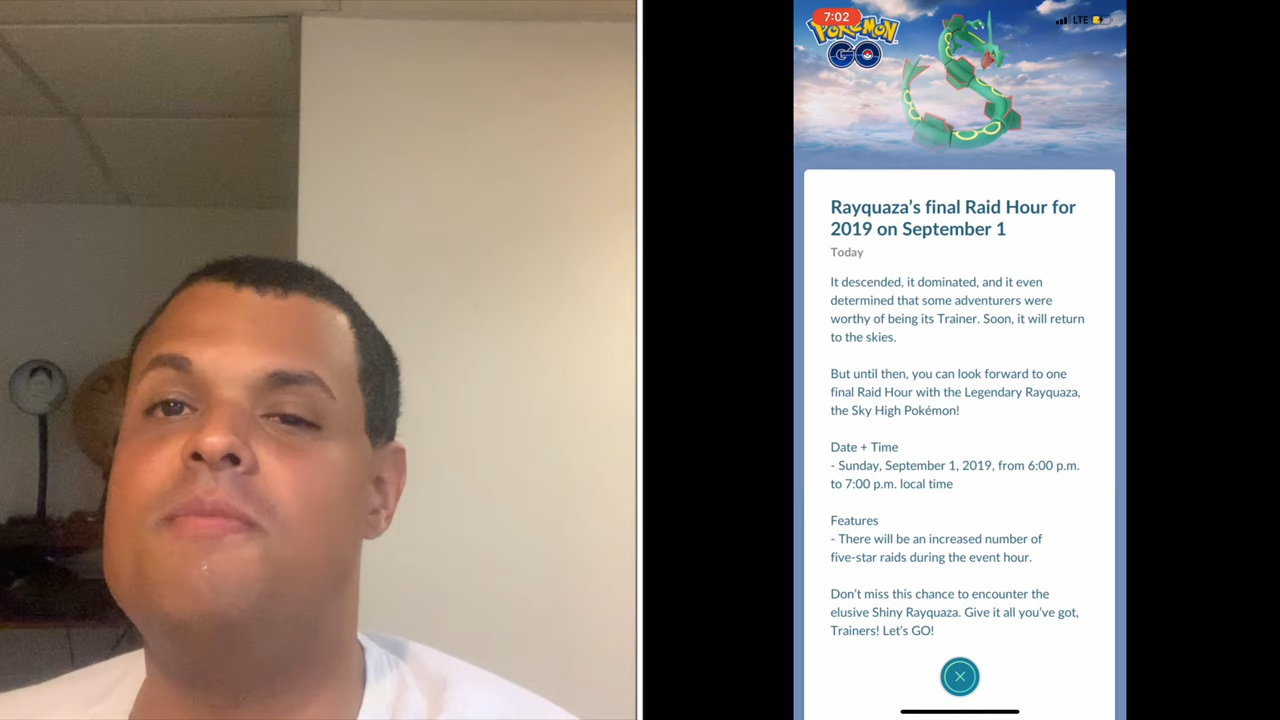 7:02
LTE
POKÉMON
GO
Rayquaza’s final Raid Hour for
2019 on September 1
Today
It descended, it dominated, and it even
determined that some adventurers were
worthy of being its Trainer. Soon, it will return
to the skies.
But until then, you can look forward to one
final Raid Hour with the Legendary Rayquaza,
the Sky High Pokémon!
Date + Time
- Sunday, September 1, 2019, from 6:00 p.m.
to 7:00 p.m. local time
Features
- There will be an increased number of
five-star raids during the event hour.
Don't miss this chance to encounter the
elusive Shiny Rayquaza. Give it all you’ve got,
Trainers! Let’s GO!